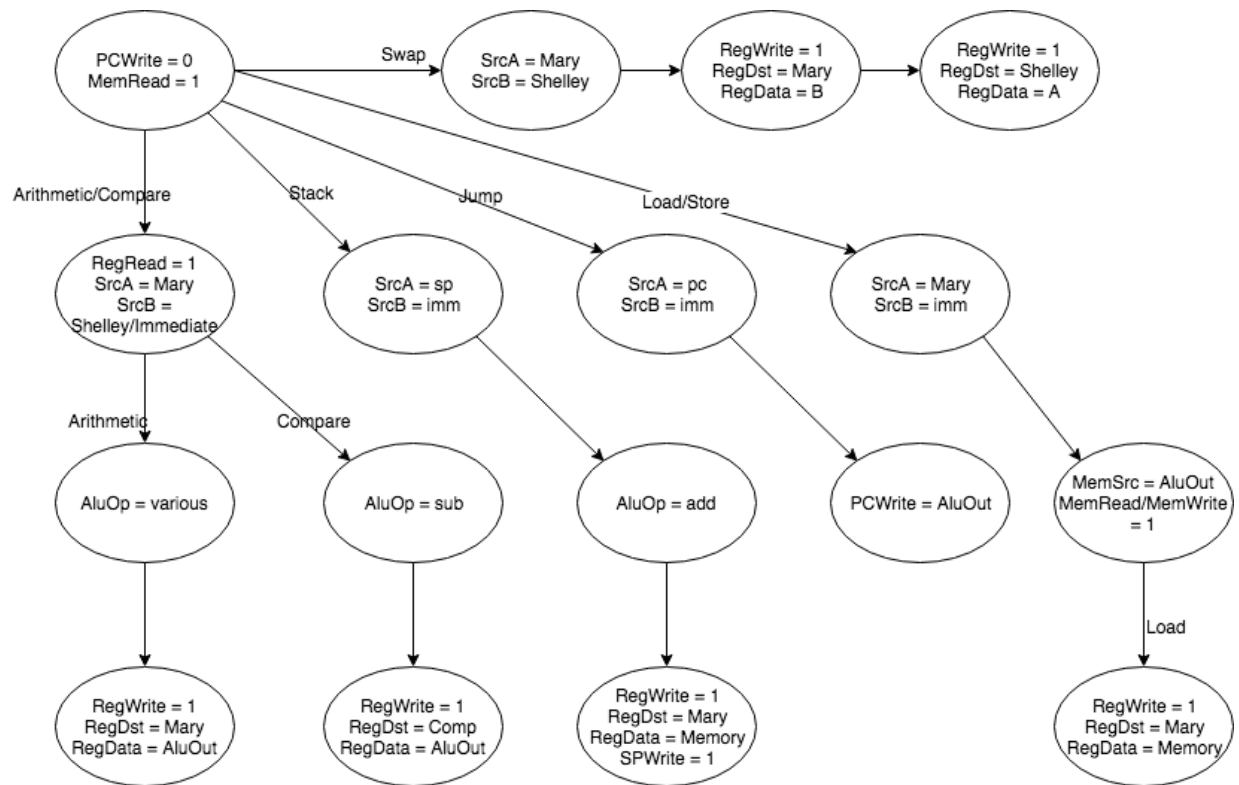 PCWrite = 0
MemRead = 1
Swap
SrcA = Mary
SrcB = Shelley
RegWrite = 1
RegDst = Mary
RegData = B
RegWrite = 1
RegDst = Shelley
RegData = A
Arithmetic/Compare
Stack
Jump
Load/Store
RegRead = 1
SrcA = Mary
SrcB =
Shelley/Immediate
SrcA = sp
SrcB = imm
SrcA = pc
SrcB = imm
SrcA = Mary
SrcB = imm
Arithmetic
Compare
AluOp = various
AluOp = sub
AluOp = add
PCWrite = AluOut
MemSrc = AluOut
MemRead/MemWrite
= 1
Load
RegWrite = 1
RegDst = Mary
RegData = AluOut
RegWrite = 1
RegDst = Comp
RegData = AluOut
RegWrite = 1
RegDst = Mary
RegData = Memory
SPWrite = 1
RegWrite = 1
RegDst = Mary
RegData = Memory